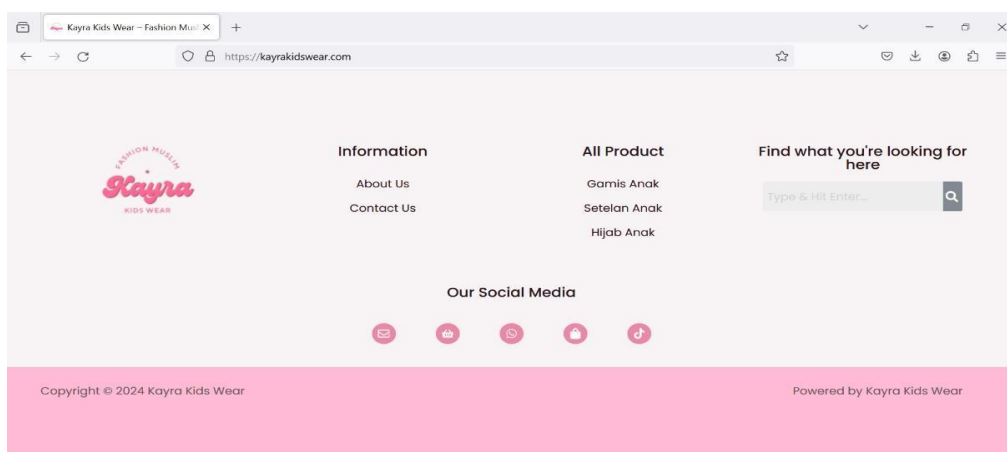 Kayra Kids Wear – Fashion Mus
https://kayrakidswear.com
FASHION MUSLIM
Kayra
KIDS WEAR
Information
About Us
Contact Us
All Product
Gamis Anak
Setelan Anak
Hijab Anak
Find what you're looking for
here
Type & Hit Enter...
Our Social Media
Copyright © 2024 Kayra Kids Wear
Powered by Kayra Kids Wear